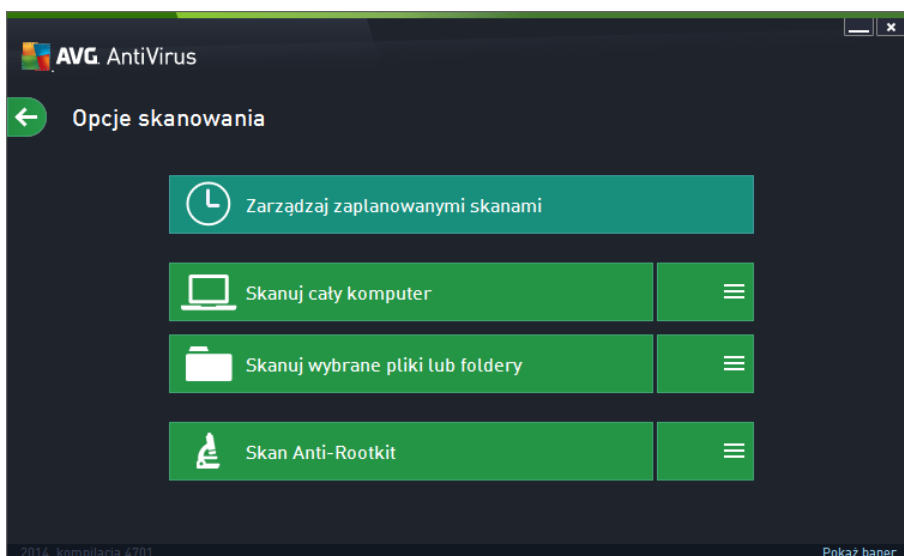 AVG AntiVirus
Opcje skanowania
Zarządzaj zaplanowanymi skanami
Skanuj cały komputer
Skanuj wybrane pliki lub foldery
Skan Anti-Rootkit
2014 kompilacja 4701
Pokaż baner